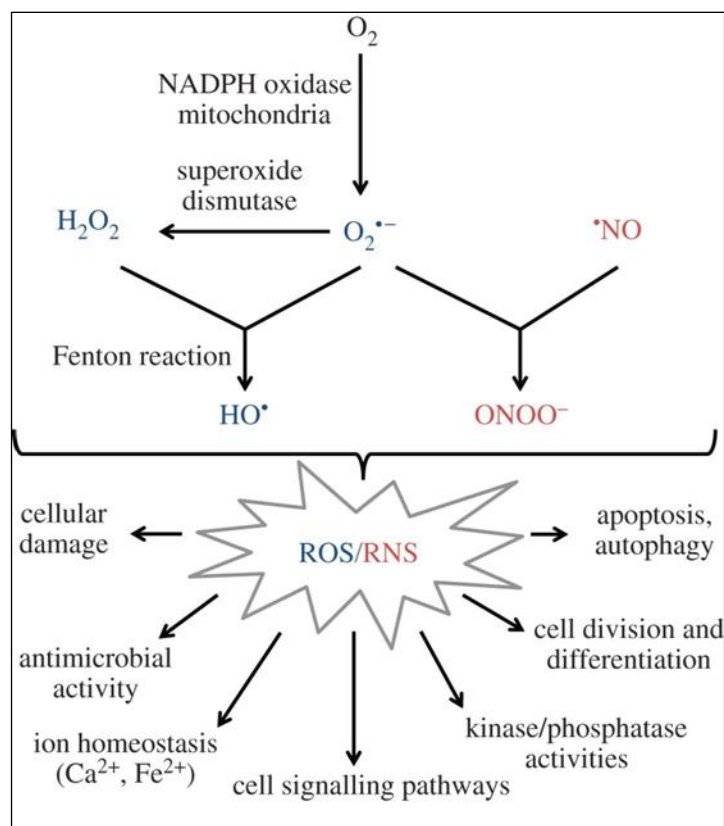 O₂
NADPH oxidase
mitochondria
superoxide
dismutase
H₂O₂
O₂•−
•NO
Fenton reaction
HO•
ONOO⁻
cellular
damage
ROS/RNS
apoptosis,
autophagy
antimicrobial
activity
cell division and
differentiation
ion homeostasis
(Ca²⁺, Fe²⁺)
kinase/phosphatase
activities
cell signalling pathways